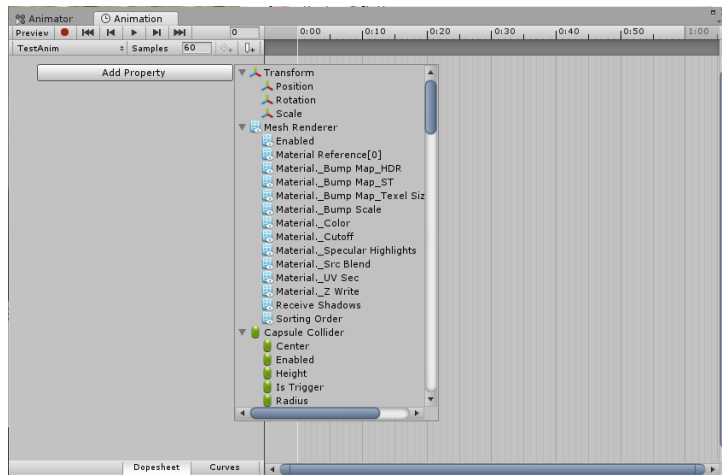 Animator Animation
Preview 0 0:00 0:10 0:20 0:30 0:40 0:50 1:00
TestAnim Samples 60
Add Property
Transform
Position
Rotation
Scale
Mesh Renderer
Enabled
Material Reference[0]
Material._Bump Map_HDR
Material._Bump Map_ST
Material._Bump Map_Texel Siz
Material._Bump Scale
Material._Color
Material._Cutoff
Material._Specular Highlights
Material._Src Blend
Material._UV Sec
Material._Z Write
Receive Shadows
Sorting Order
Capsule Collider
Center
Enabled
Height
Is Trigger
Radius
Dopesheet Curves